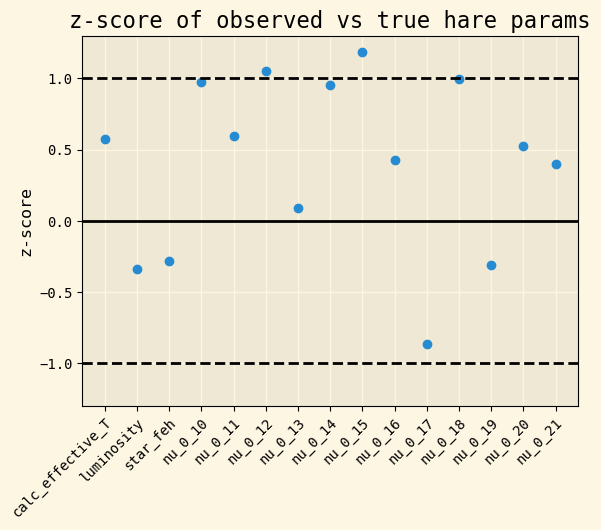 z-score of observed vs true hare params
z-score
1.0
0.5
0.0
−0.5
−1.0
calc_effective_T
luminosity
star_feh
nu_0_10
nu_0_11
nu_0_12
nu_0_13
nu_0_14
nu_0_15
nu_0_16
nu_0_17
nu_0_18
nu_0_19
nu_0_20
nu_0_21